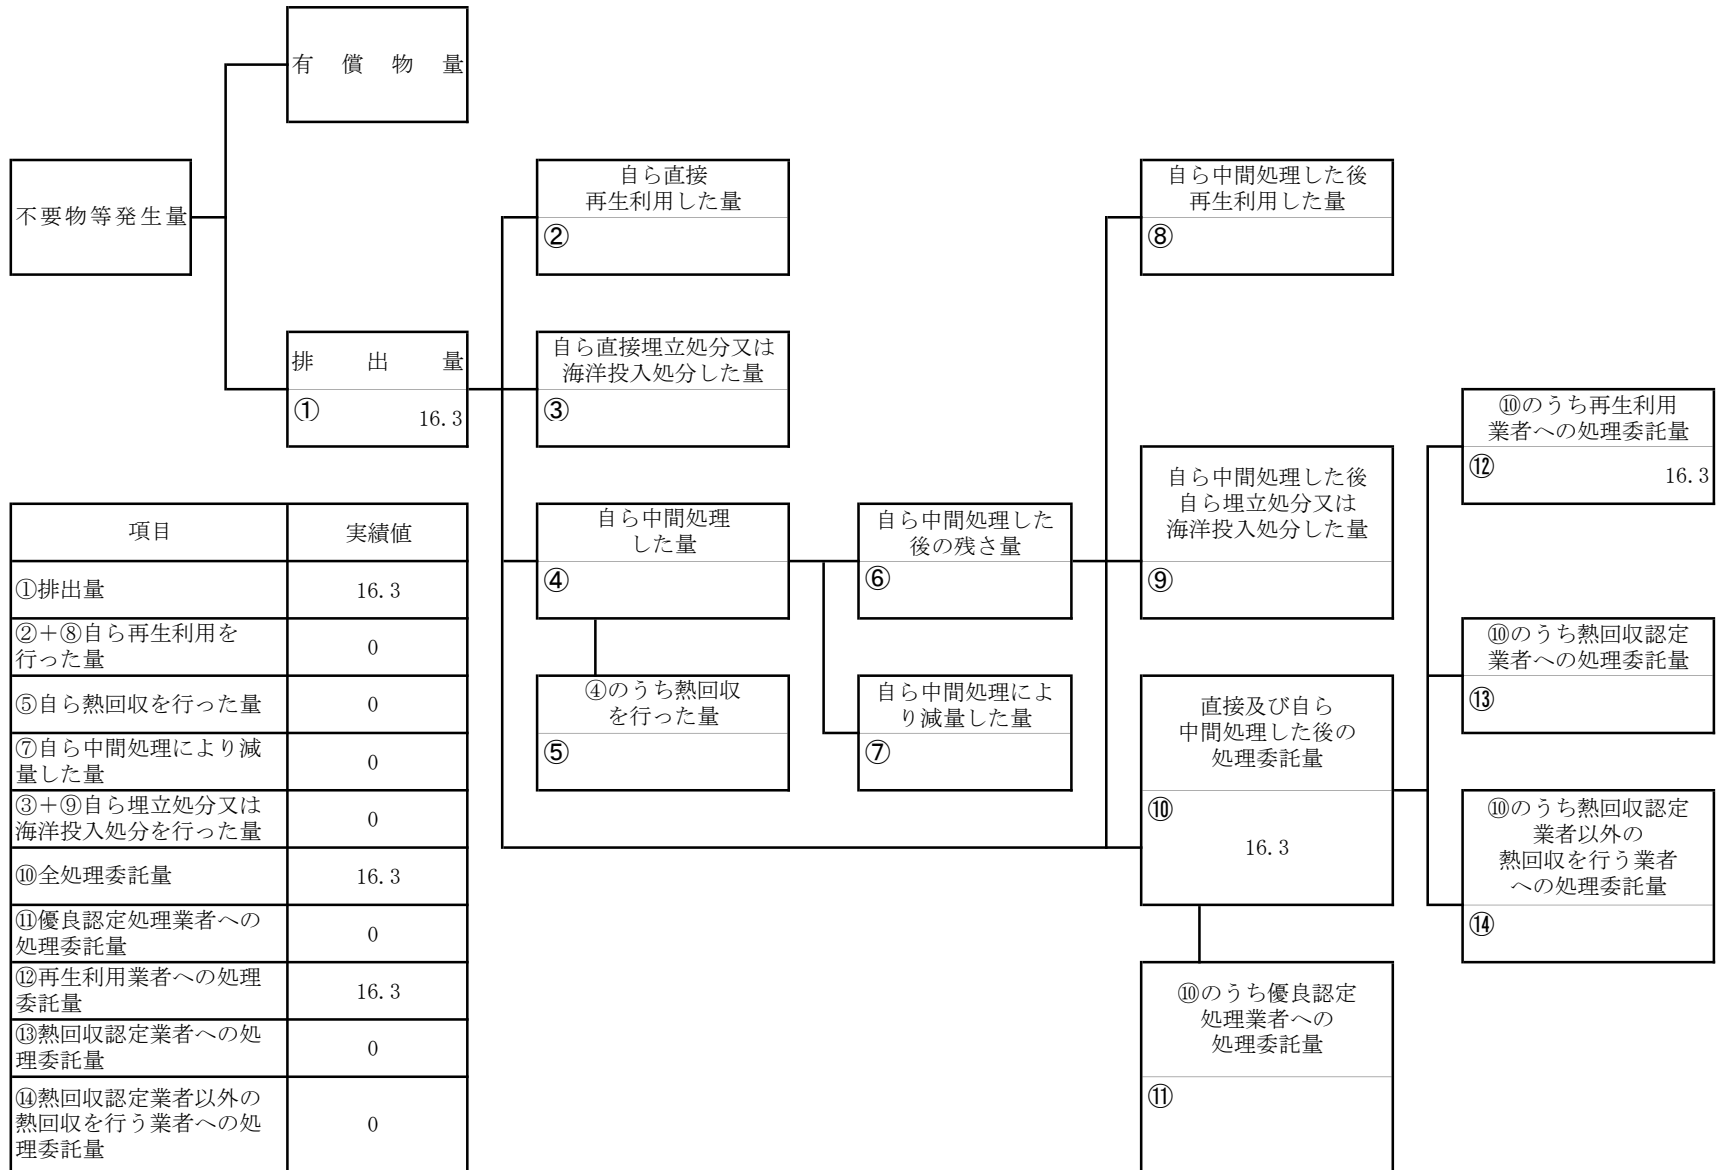 有償物量
不要物等発生量
排出量
①
16.3
自ら直接
再生利用した量
②
自ら直接埋立処分又は
海洋投入処分した量
③
自ら中間処理
した量
④
④のうち熱回収
を行った量
⑤
自ら中間処理した
後の残さ量
⑥
自ら中間処理によ
り減量した量
⑦
自ら中間処理した後
再生利用した量
⑧
自ら中間処理した後
自ら埋立処分又は
海洋投入処分した量
⑨
直接及び自ら
中間処理した後の
処理委託量
⑩
16.3
⑩のうち優良認定
処理業者への
処理委託量
⑪
⑩のうち再生利用
業者への処理委託量
⑫
16.3
⑩のうち熱回収認定
業者への処理委託量
⑬
⑩のうち熱回収認定
業者以外の
熱回収を行う業者
への処理委託量
⑭
項目 実績値
①排出量 16.3
②＋⑧自ら再生利用を
行った量 0
⑤自ら熱回収を行った量 0
⑦自ら中間処理により減
量した量 0
③＋⑨自ら埋立処分又は
海洋投入処分を行った量 0
⑩全処理委託量 16.3
⑪優良認定処理業者への
処理委託量 0
⑫再生利用業者への処理
委託量 16.3
⑬熱回収認定業者への処
理委託量 0
⑭熱回収認定業者以外の
熱回収を行う業者への処 0
理委託量